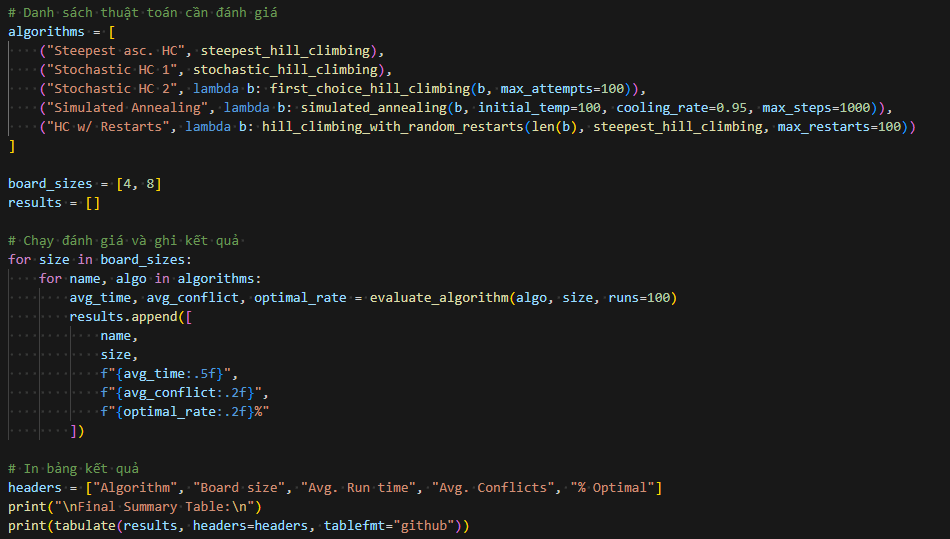 # Danh sách thuật toán cần đánh giá
algorithms = [
    ("Steepest asc. HC", steepest_hill_climbing),
    ("Stochastic HC 1", stochastic_hill_climbing),
    ("Stochastic HC 2", lambda b: first_choice_hill_climbing(b, max_attempts=100)),
    ("Simulated Annealing", lambda b: simulated_annealing(b, initial_temp=100, cooling_rate=0.95, max_steps=1000)),
    ("HC w/ Restarts", lambda b: hill_climbing_with_random_restarts(len(b), steepest_hill_climbing, max_restarts=100))
]
board_sizes = [4, 8]
results = []
# Chạy đánh giá và ghi kết quả
for size in board_sizes:
    for name, algo in algorithms:
        avg_time, avg_conflict, optimal_rate = evaluate_algorithm(algo, size, runs=100)
        results.append([
            name,
            size,
            f"{avg_time:.5f}",
            f"{avg_conflict:.2f}",
            f"{optimal_rate:.2f}%"
        ])
# In bảng kết quả
headers = ["Algorithm", "Board size", "Avg. Run time", "Avg. Conflicts", "% Optimal"]
print("\nFinal Summary Table:\n")
print(tabulate(results, headers=headers, tablefmt="github"))